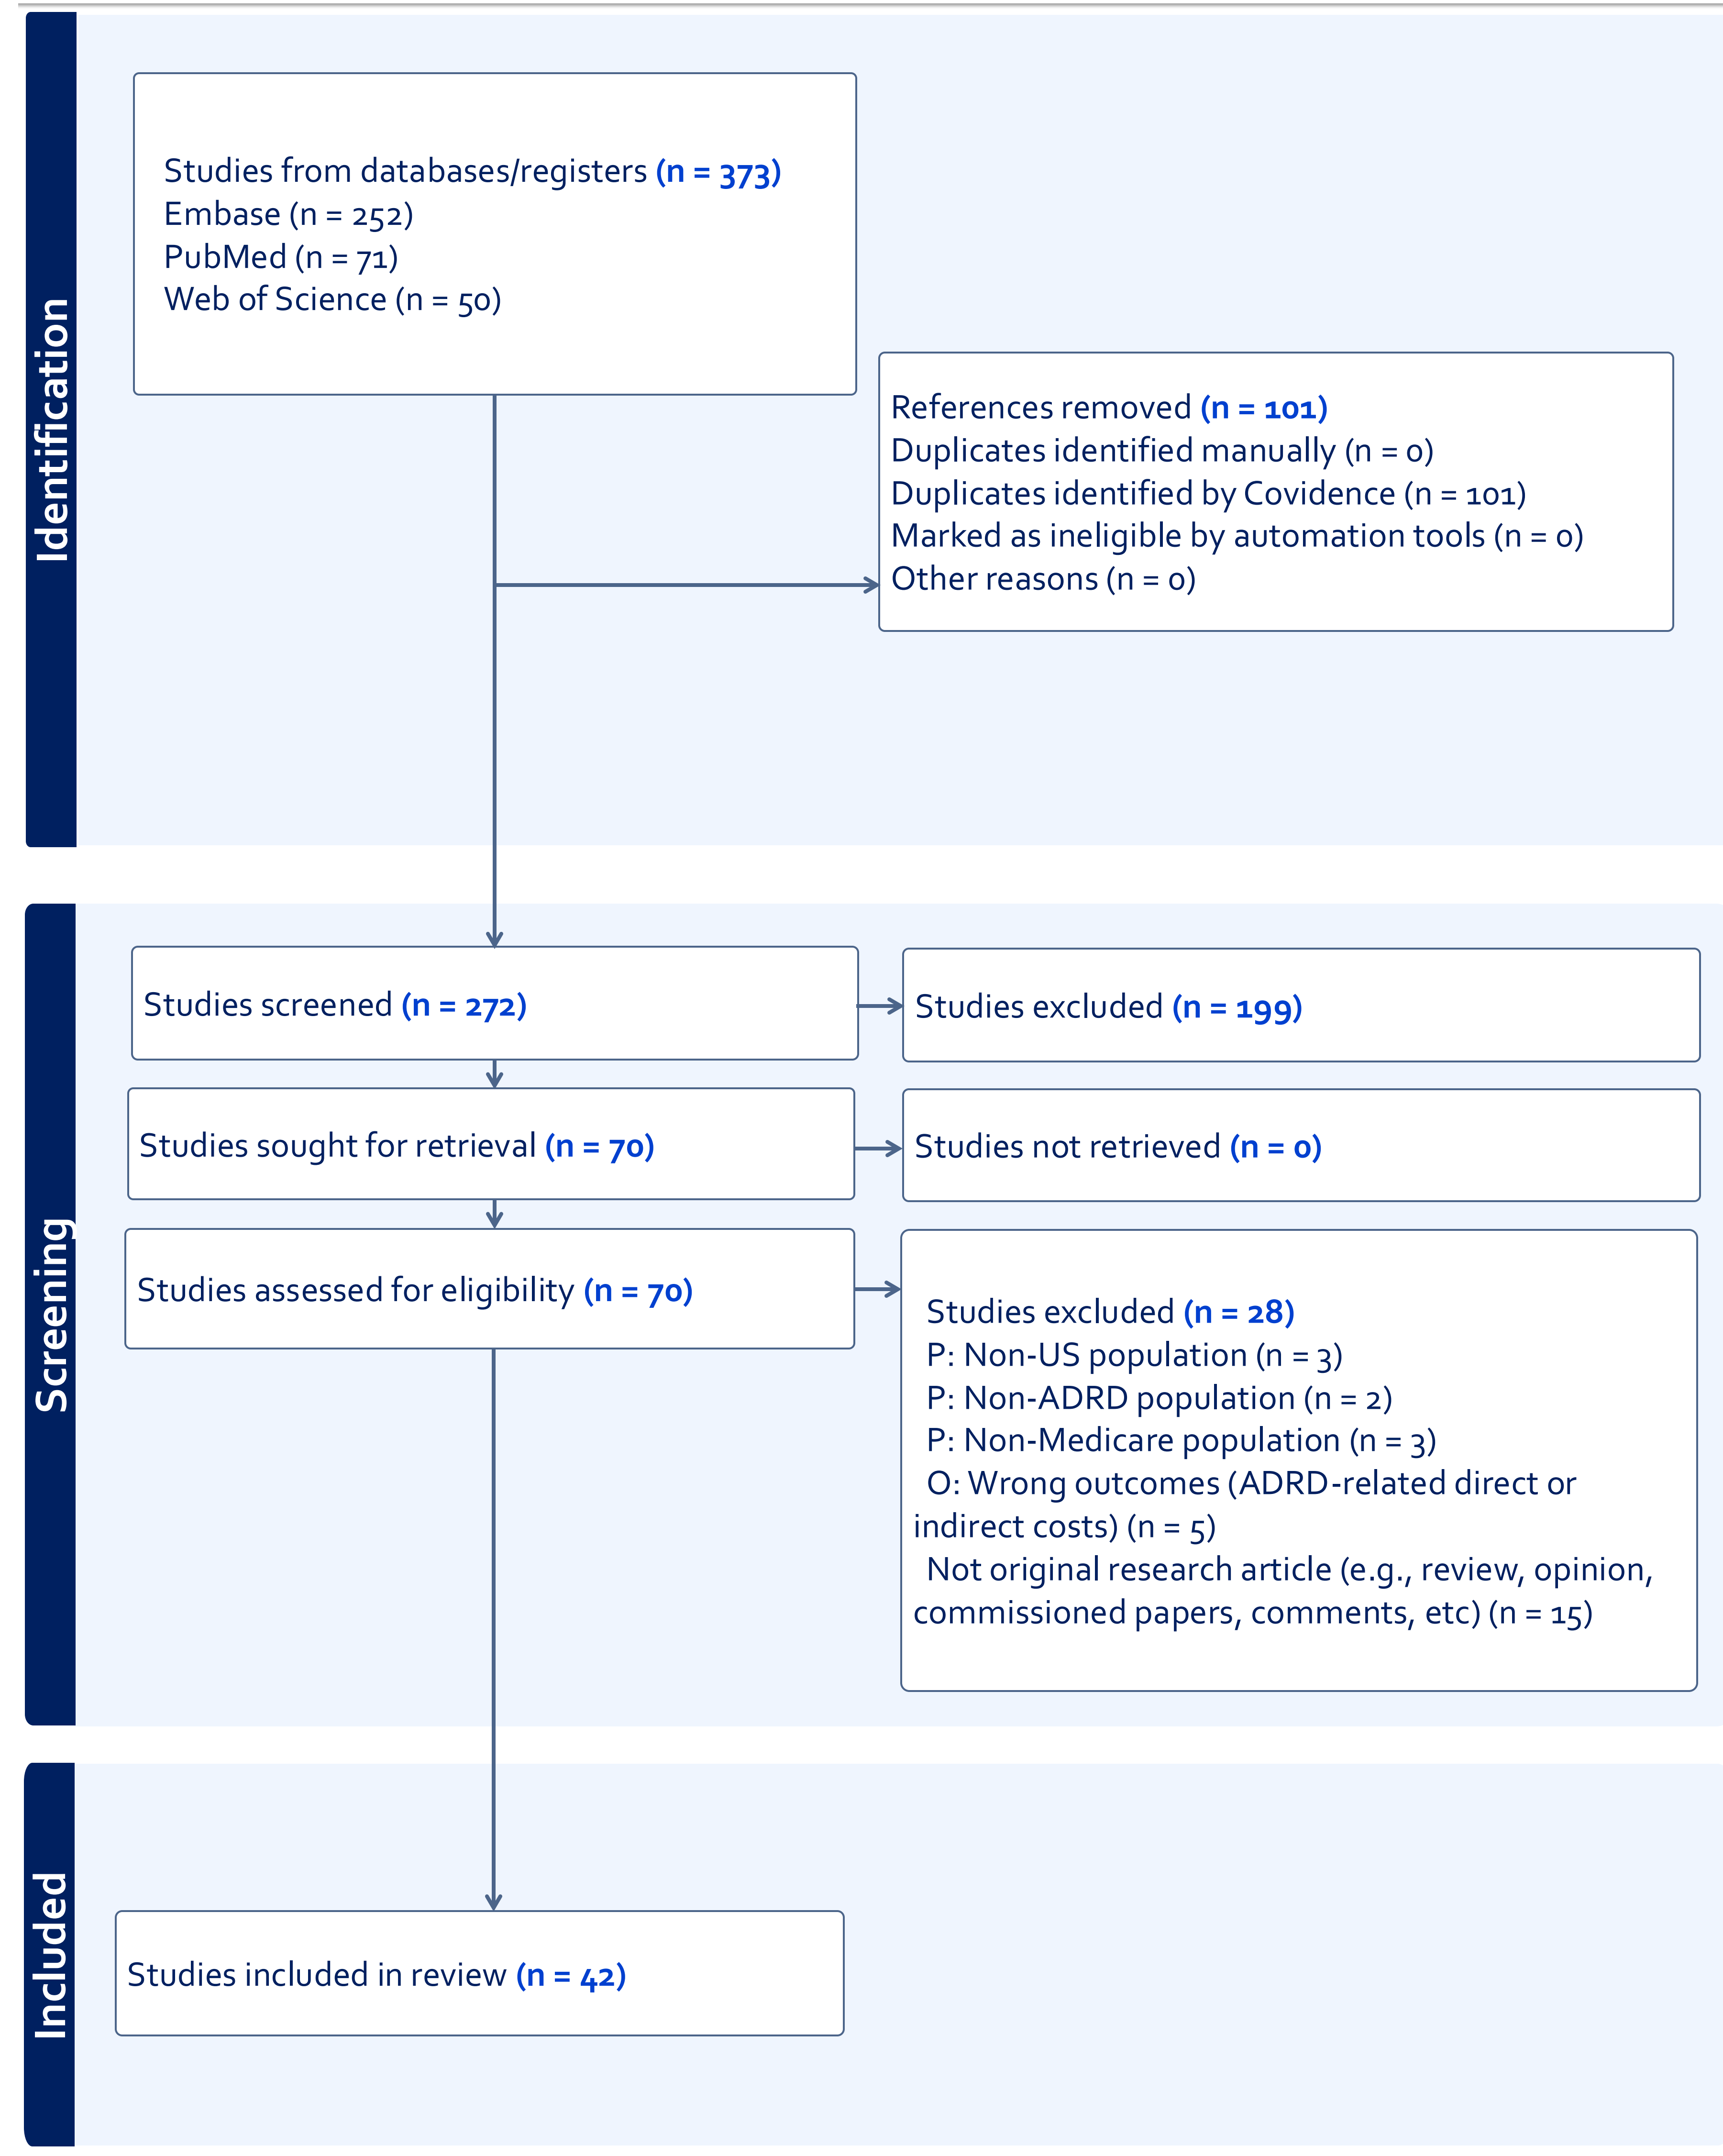 Identification
Studies from databases/registers (n = 373)
Embase (n = 252)
PubMed (n = 71)
Web of Science (n = 50)
References removed (n = 101)
Duplicates identified manually (n = 0)
Duplicates identified by Covidence (n = 101)
Marked as ineligible by automation tools (n = 0)
Other reasons (n = 0)
Screening
Studies screened (n = 272)
Studies excluded (n = 199)
Studies sought for retrieval (n = 70)
Studies not retrieved (n = 0)
Studies assessed for eligibility (n = 70)
Studies excluded (n = 28)
P: Non-US population (n = 3)
P: Non-ADRD population (n = 2)
P: Non-Medicare population (n = 3)
O: Wrong outcomes (ADRD-related direct or
indirect costs) (n = 5)
Not original research article (e.g., review, opinion,
commissioned papers, comments, etc) (n = 15)
Included
Studies included in review (n = 42)